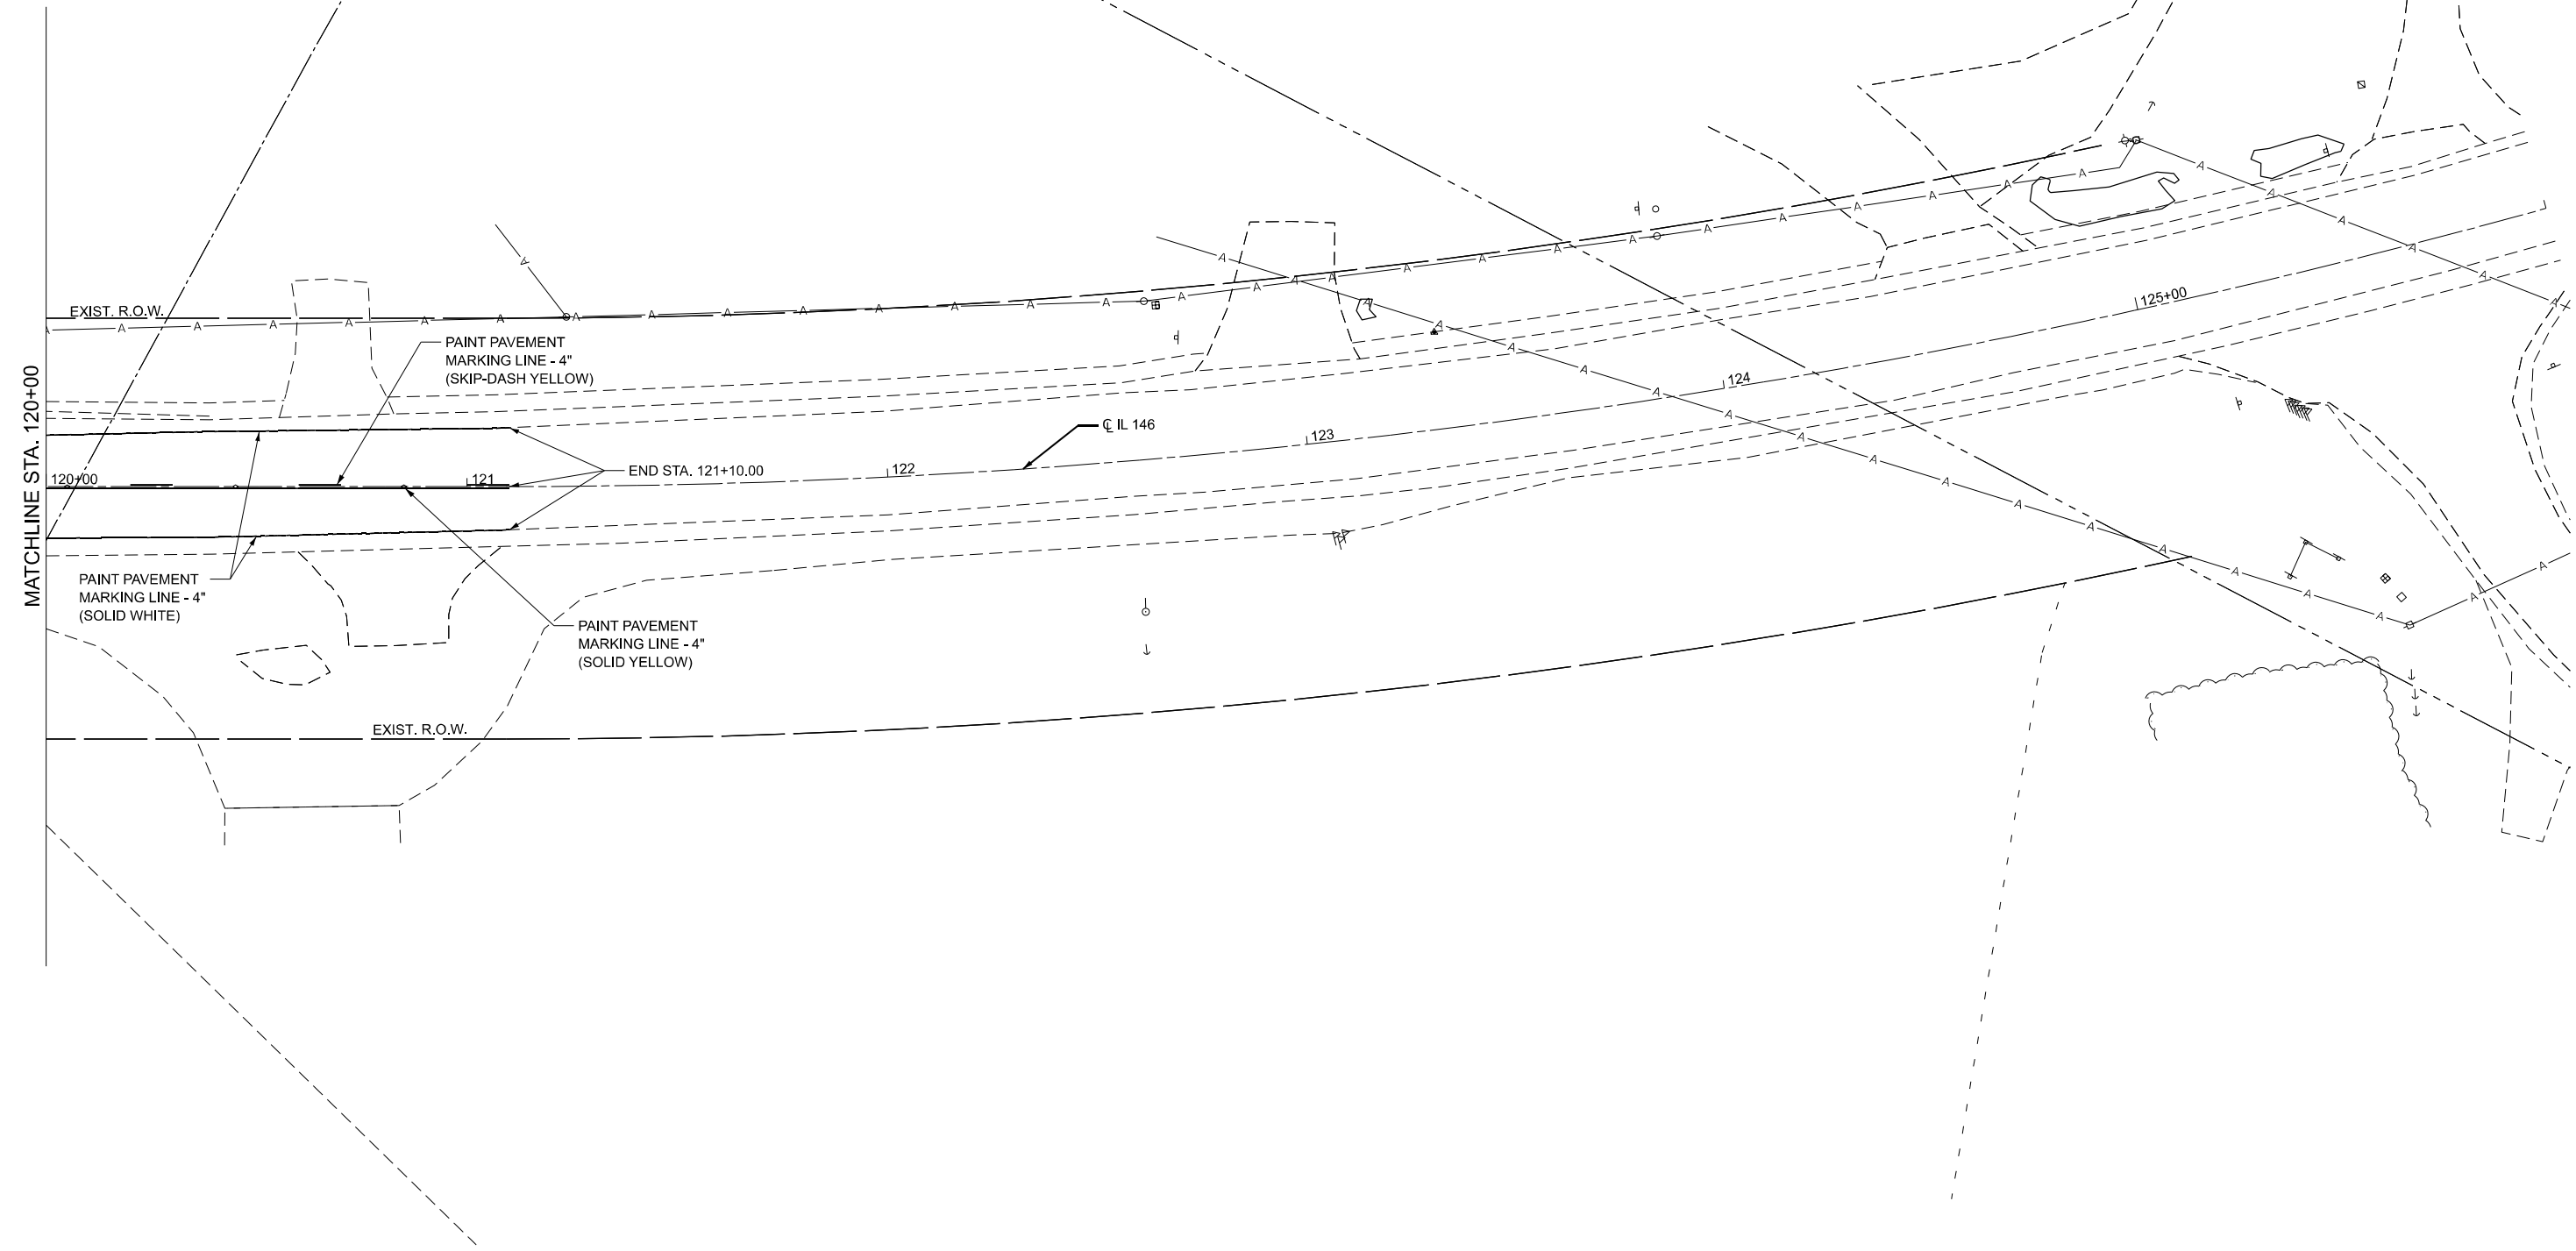 MATCHLINE STA. 120+00
EXIST. R.O.W.
PAINT PAVEMENT
MARKING LINE - 4"
(SKIP-DASH YELLOW)
120+00
121
122
123
124
125+00
℄ IL 146
END STA. 121+10.00
PAINT PAVEMENT
MARKING LINE - 4"
(SOLID WHITE)
PAINT PAVEMENT
MARKING LINE - 4"
(SOLID YELLOW)
EXIST. R.O.W.
A A A A A A A A A A A A A A A A A A A A A A A A A A A A
A
A A A A A A A A A A A A A A A A A
A A A A A A
A A